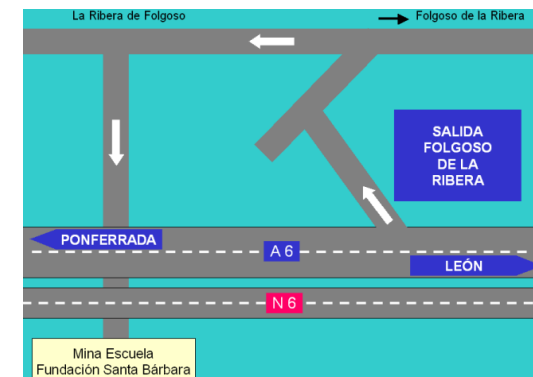 La Ribera de Folgoso
Folgoso de la Ribera
SALIDA
FOLGOSO
DE LA
RIBERA
PONFERRADA
A 6
LEÓN
N 6
Mina Escuela
Fundación Santa Bárbara